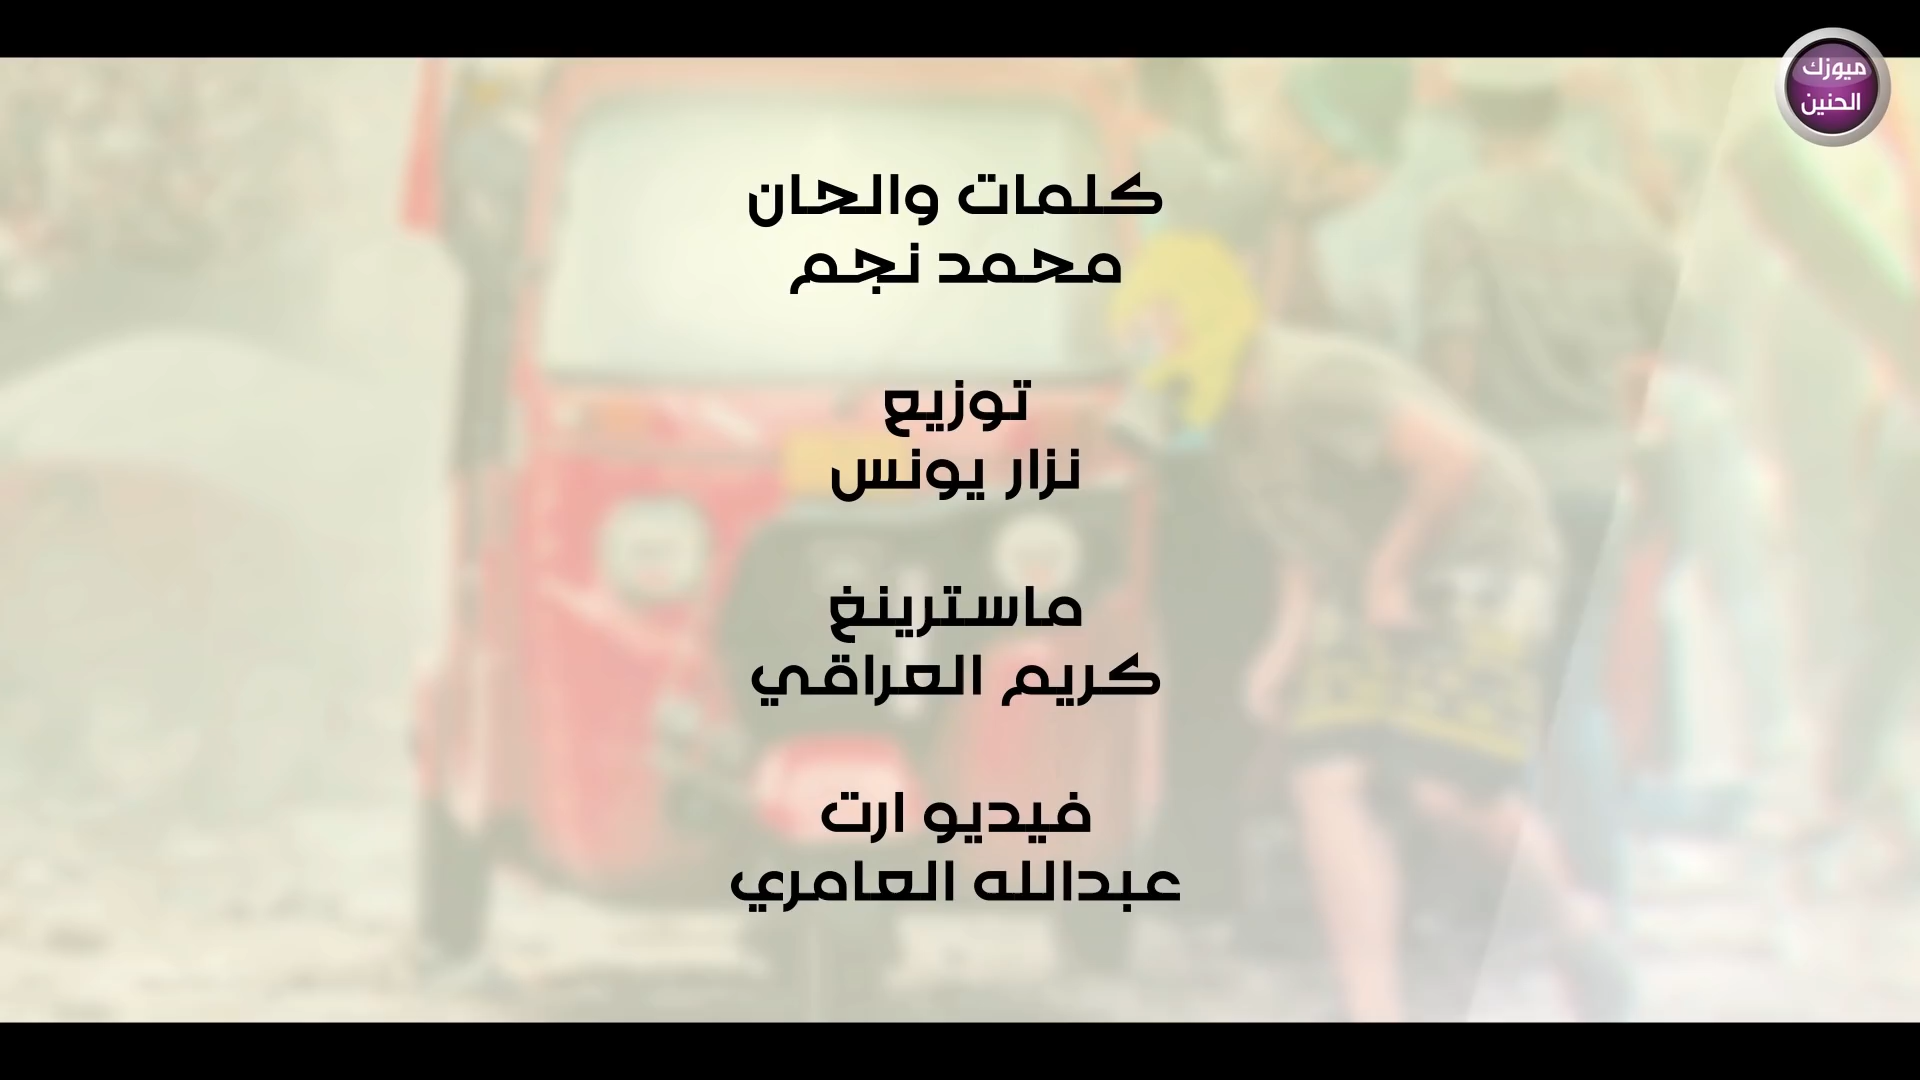 ميوزك
الحنين
كلمات والحان
محمد نجم
توزيع
نزار يونس
ماسترينغ
كريم العراقي
فيديو ارت
عبدالله العامري